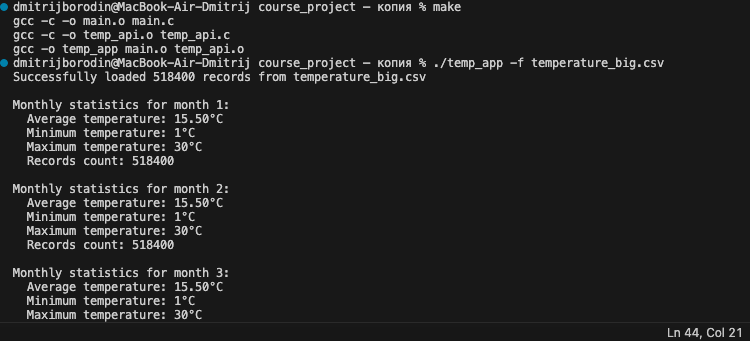 dmitrijborodin@MacBook-Air-Dmitrij course_project — копия % make
gcc -c -o main.o main.c
gcc -c -o temp_api.o temp_api.c
gcc -o temp_app main.o temp_api.o
dmitrijborodin@MacBook-Air-Dmitrij course_project — копия % ./temp_app -f temperature_big.csv
Successfully loaded 518400 records from temperature_big.csv
Monthly statistics for month 1:
Average temperature: 15.50°C
Minimum temperature: 1°C
Maximum temperature: 30°C
Records count: 518400
Monthly statistics for month 2:
Average temperature: 15.50°C
Minimum temperature: 1°C
Maximum temperature: 30°C
Records count: 518400
Monthly statistics for month 3:
Average temperature: 15.50°C
Minimum temperature: 1°C
Maximum temperature: 30°C
Ln 44, Col 21